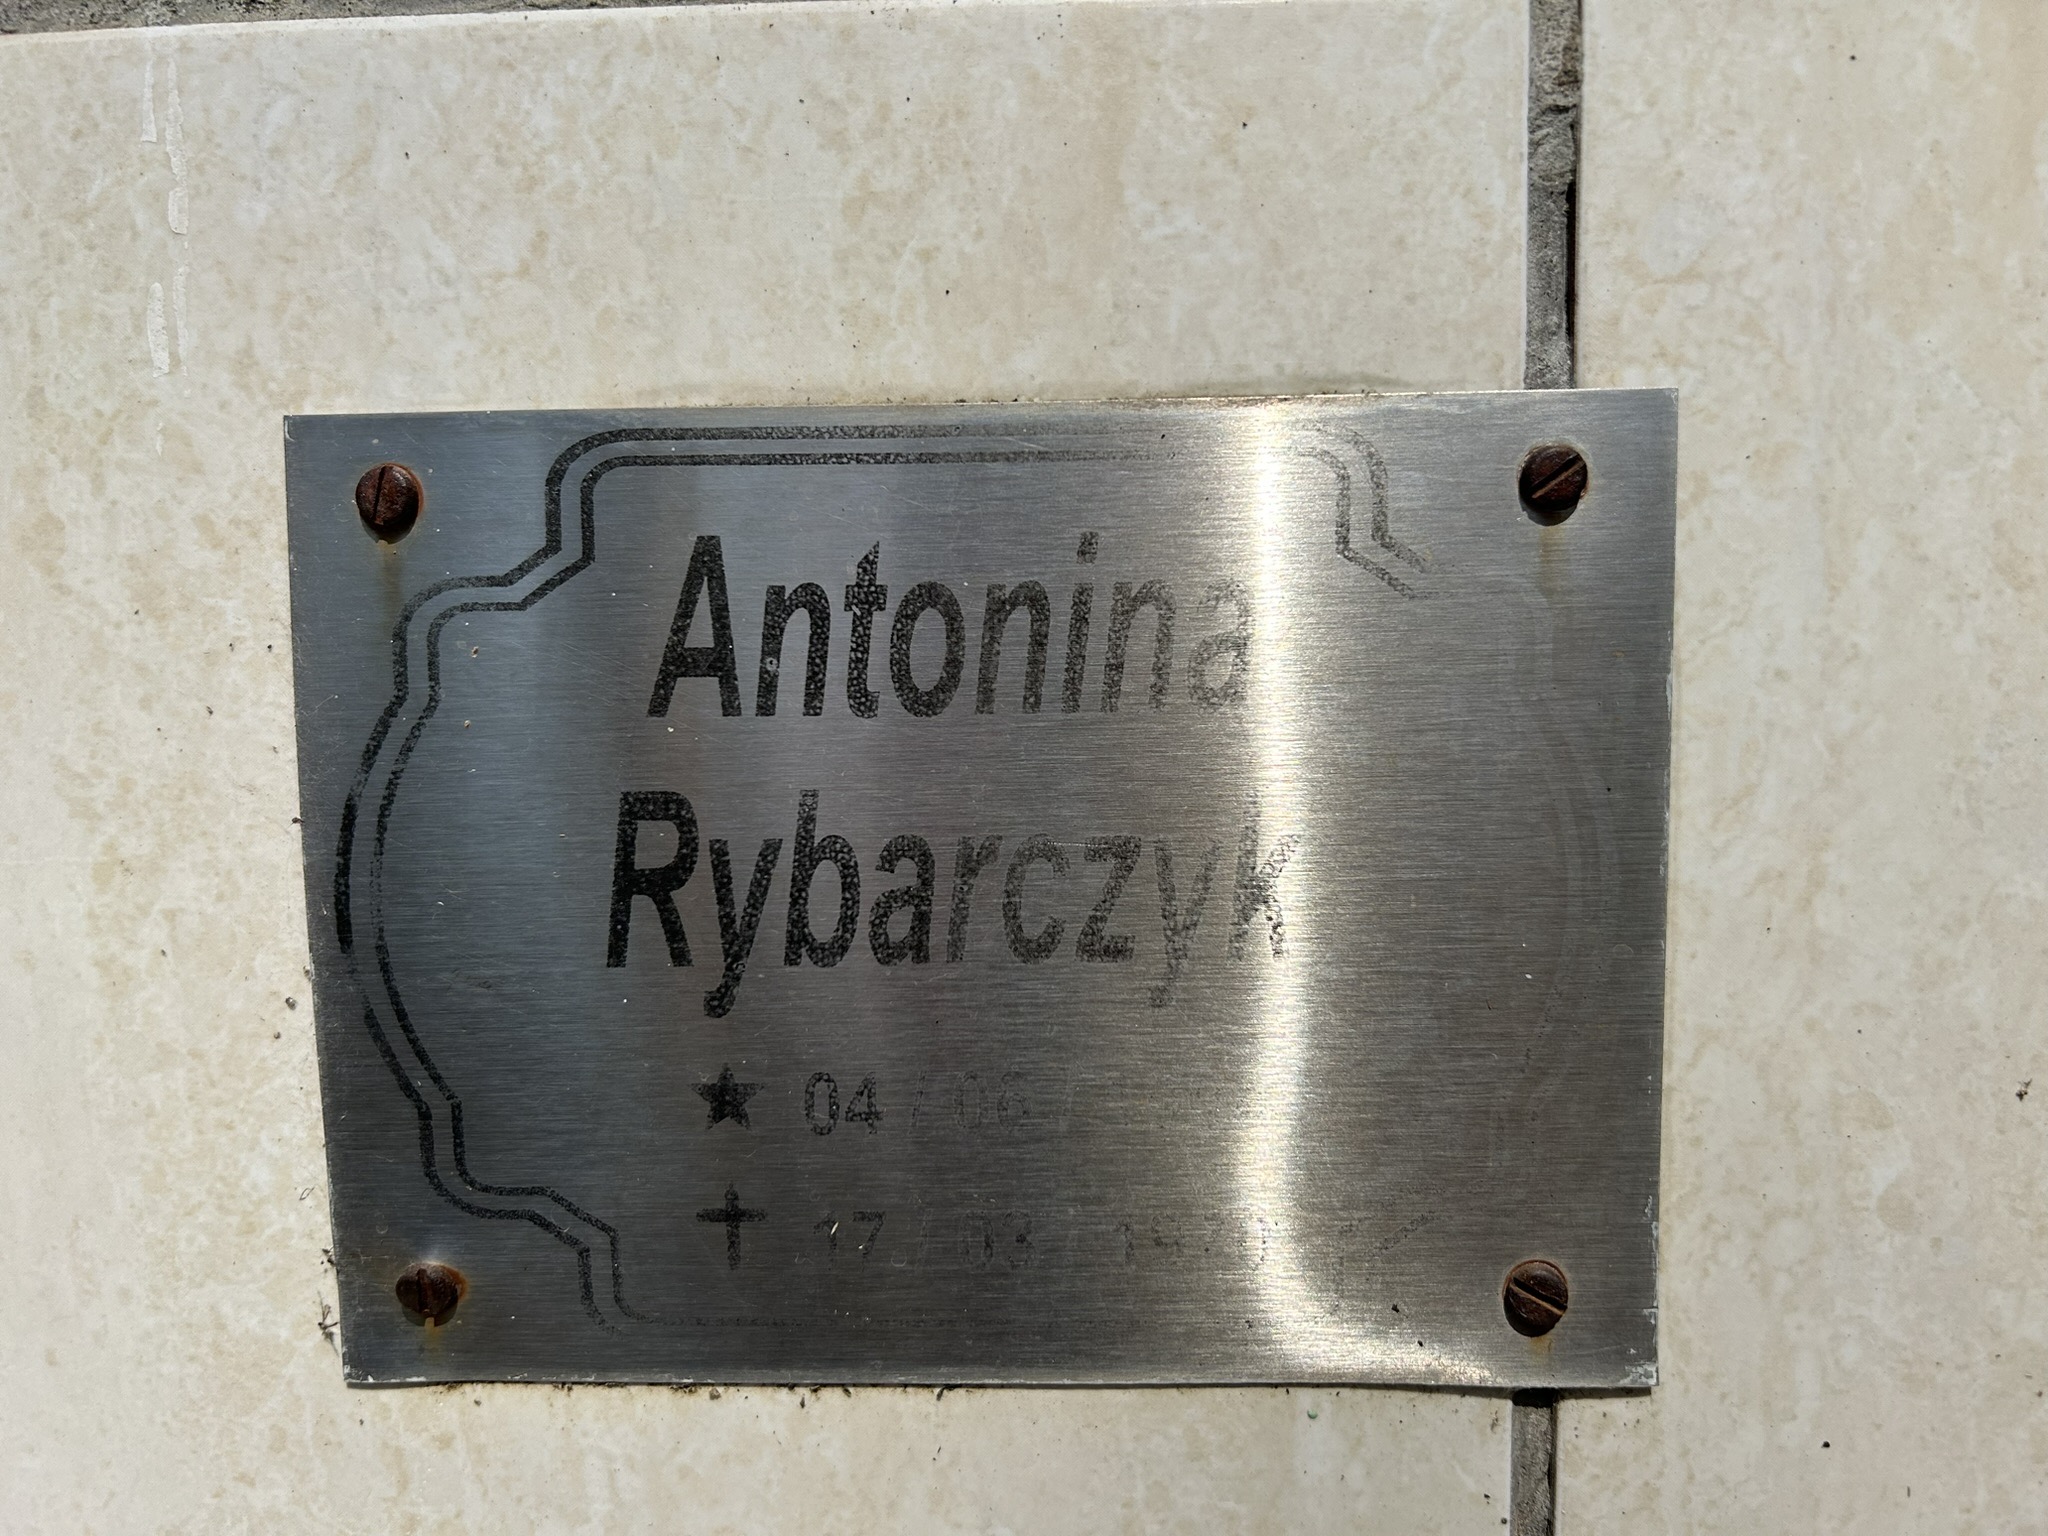 Antonina
Rybarczyk
★ 04 / 06
✝ 17 / 03 /